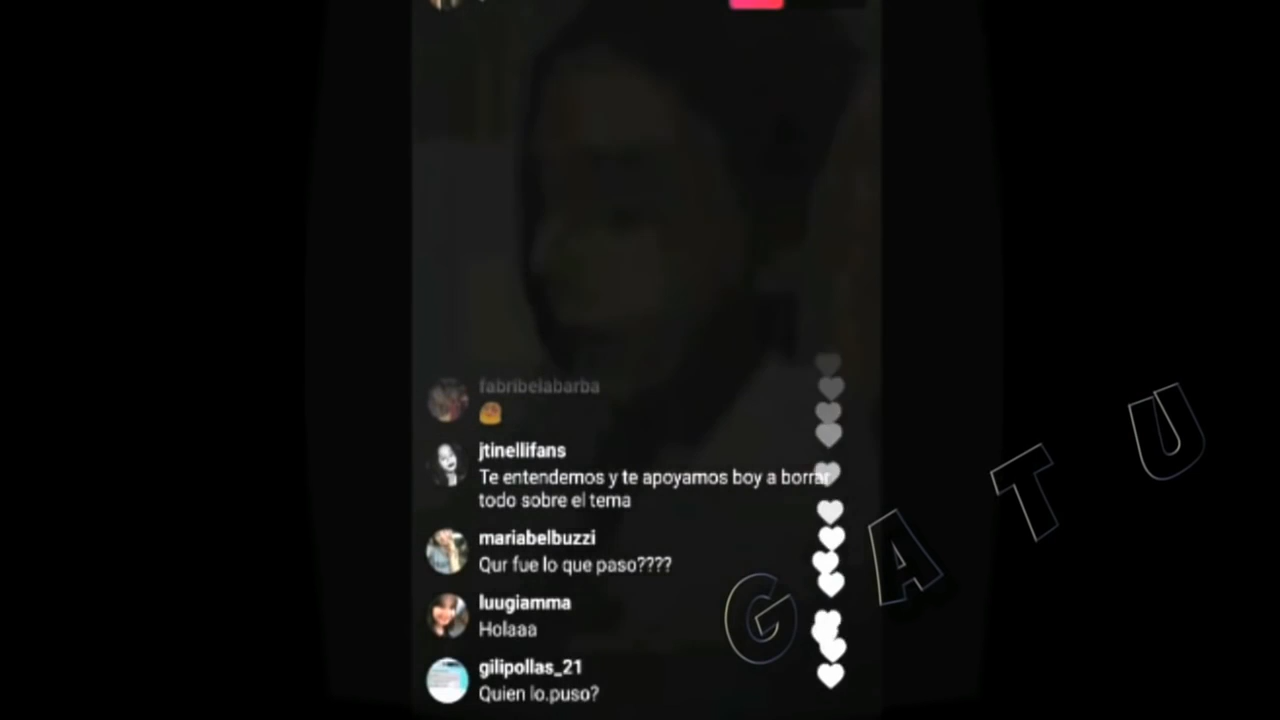 fabribelabarba
jtinellifans
Te entendemos y te apoyamos boy a borrar
todo sobre el tema
mariabelbuzzi
Qur fue lo que paso????
luugiamma
Holaaa
gilipollas_21
Quien lo.puso?
GATU